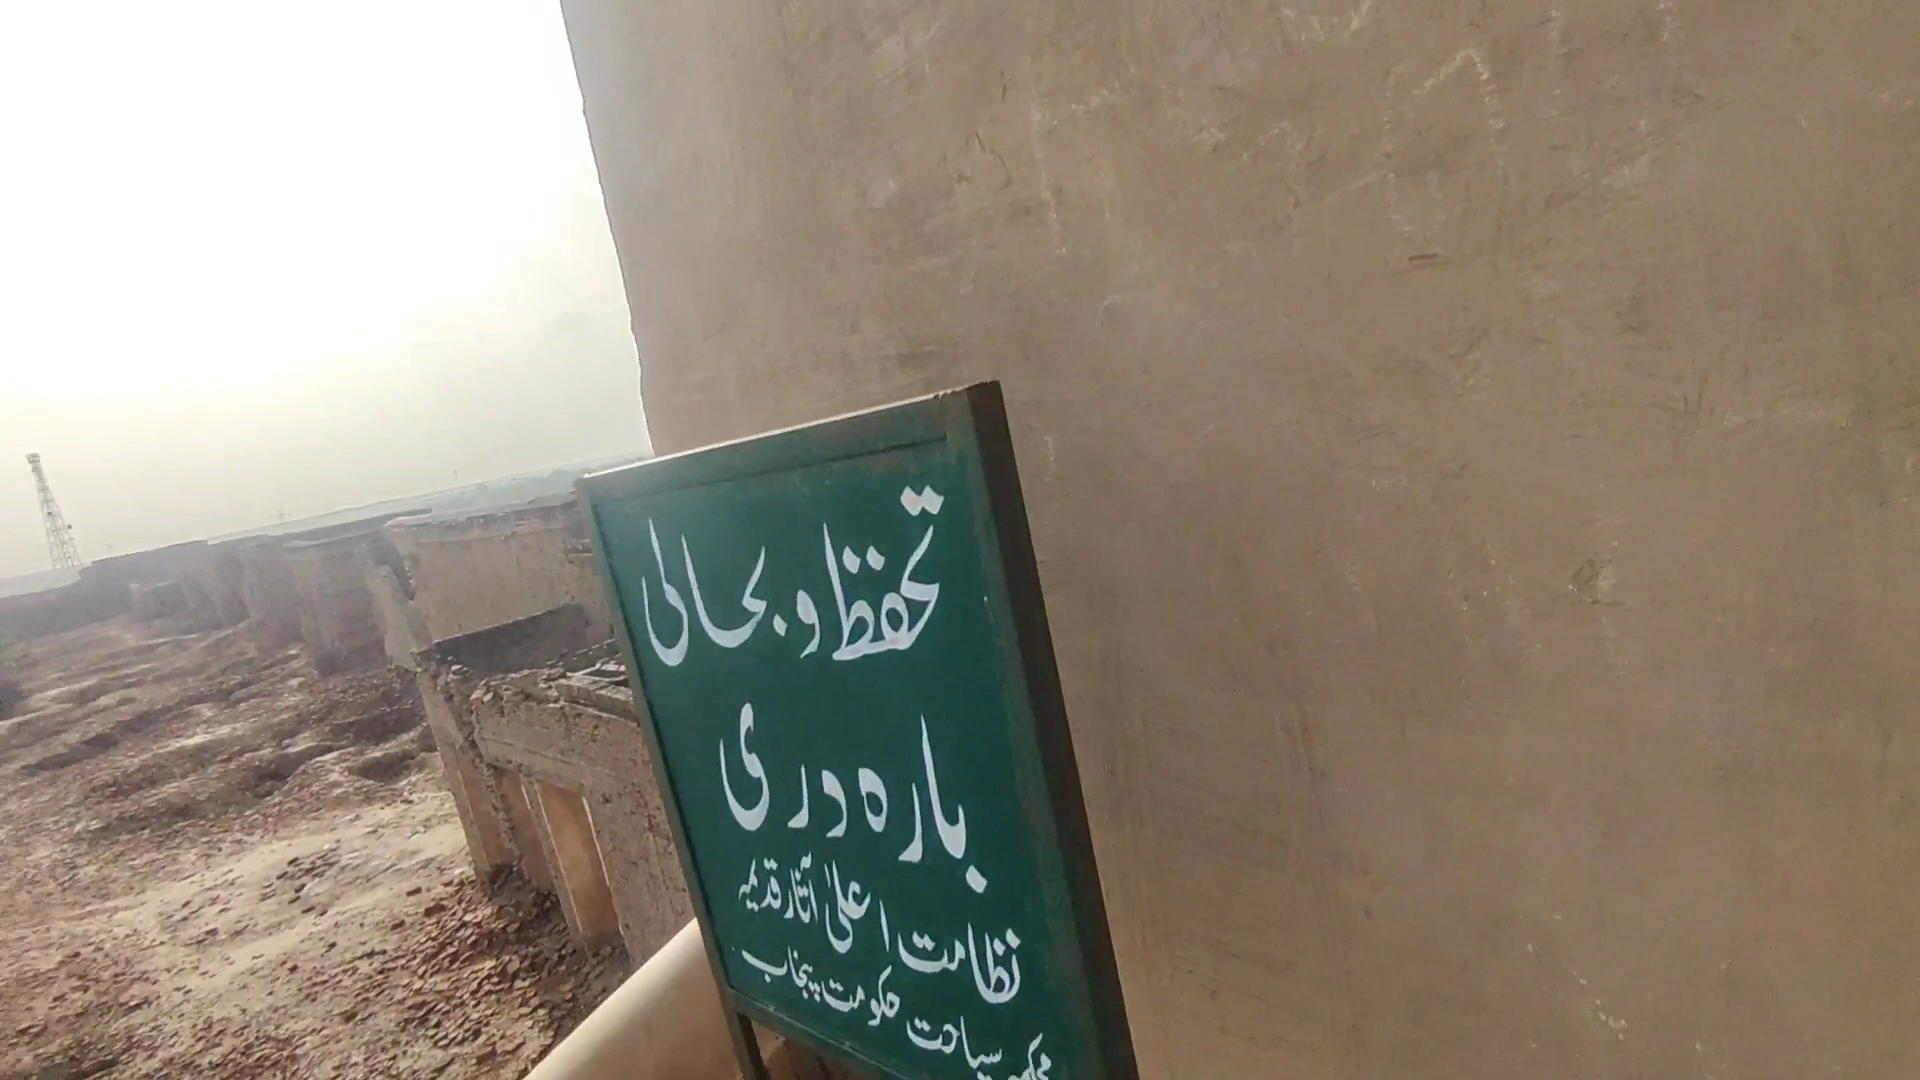 تحفظ و بحالی
بارہ دری
نظامت اعلیٰ آثار قدیمہ
محکمہ سیاحت حکومت پنجاب